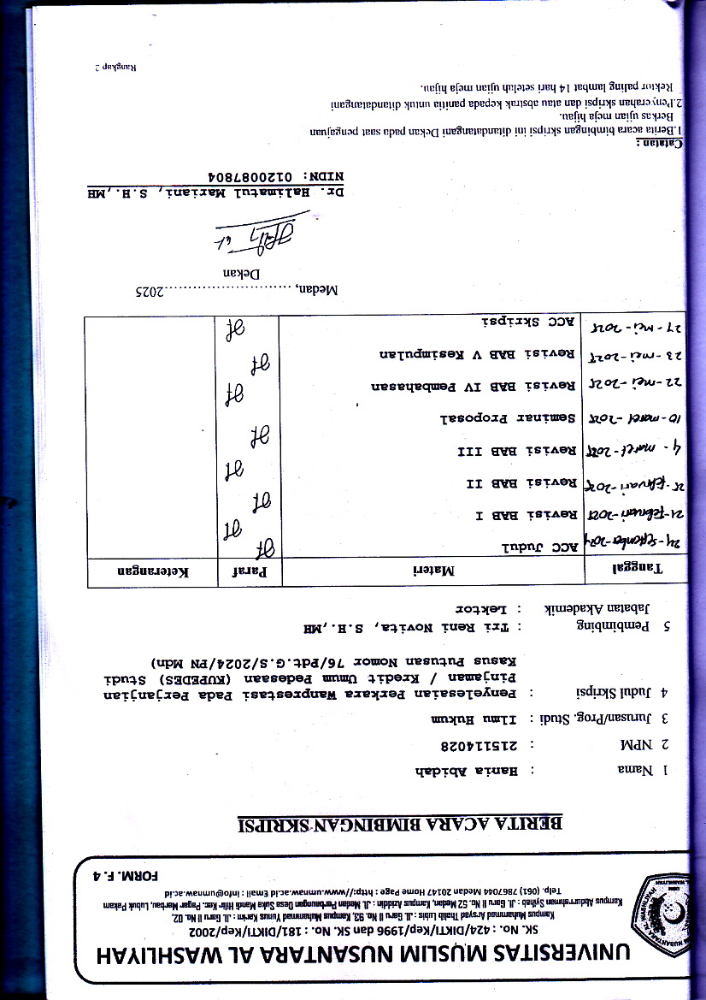 UNIVERSITAS MUSLIM NUSANTARA AL WASHLIYAH
SK. No. : 424/DIKTI/Kep/1996 dan SK. No. : 181/DIKTI/Kep/2002
Kampus Muhammad Arsyad Thalib Lubis : Jl. Garu II No. 93, Kampus Muhammad Yunus Karim : Jl. Garu II No. 02,
Kampus Abdurrahman Syihab : Jl. Garu II No. 52 Medan, Kampus Aziddin : Jl. Medan Perbaungan Desa Suka Mandi Hilir Kec. Pagar Merbau, Lubuk Pakam
Telp. (061) 7867044 Medan 20147 Home Page : http://www.umnaw.ac.id Email : info@umnaw.ac.id
FORM. F. 4
BERITA ACARA BIMBINGAN SKRIPSI
1 Nama : Hania Abidah
2 NPM : 215114028
3 Jurusan/Prog. Studi : Ilmu Hukum
4 Judul Skripsi : Penyelesaian Perkara Wanprestasi Pada Perjanjian
Pinjaman / Kredit Umum Pedesaan (KUPEDES) Studi
Kasus Putusan Nomor 76/Pdt.G.S/2024/PN Mdn)
5 Pembimbing : Tri Reni Novita, S.H.,MH
Jabatan Akademik : Lektor
Tanggal Materi Paraf Keterangan
24-September-2024 ACC Judul
21-Februari-2025 Revisi BAB I
25-Februari-2025 Revisi BAB II
4 - maret - 2025 Revisi BAB III
10-maret-2025 Seminar Proposal
22-mei-2025 Revisi BAB IV Pembahasan
23-mei-2025 Revisi BAB V Kesimpulan
27-mei-2025 ACC Skripsi
Medan, ..............................2025
Dekan
Dr. Halimatul Mariani, S.H.,MH
NIDN: 0120087804
Catatan :
1.Berita acara bimbingan skripsi ini ditandatangani Dekan pada saat pengajuan
Berkas ujian meja hijau.
2.Penyerahan skripsi dan atau abstrak kepada panitia untuk ditandatangani
Rektor paling lambat 14 hari setelah ujian meja hijau.
Rangkap 2